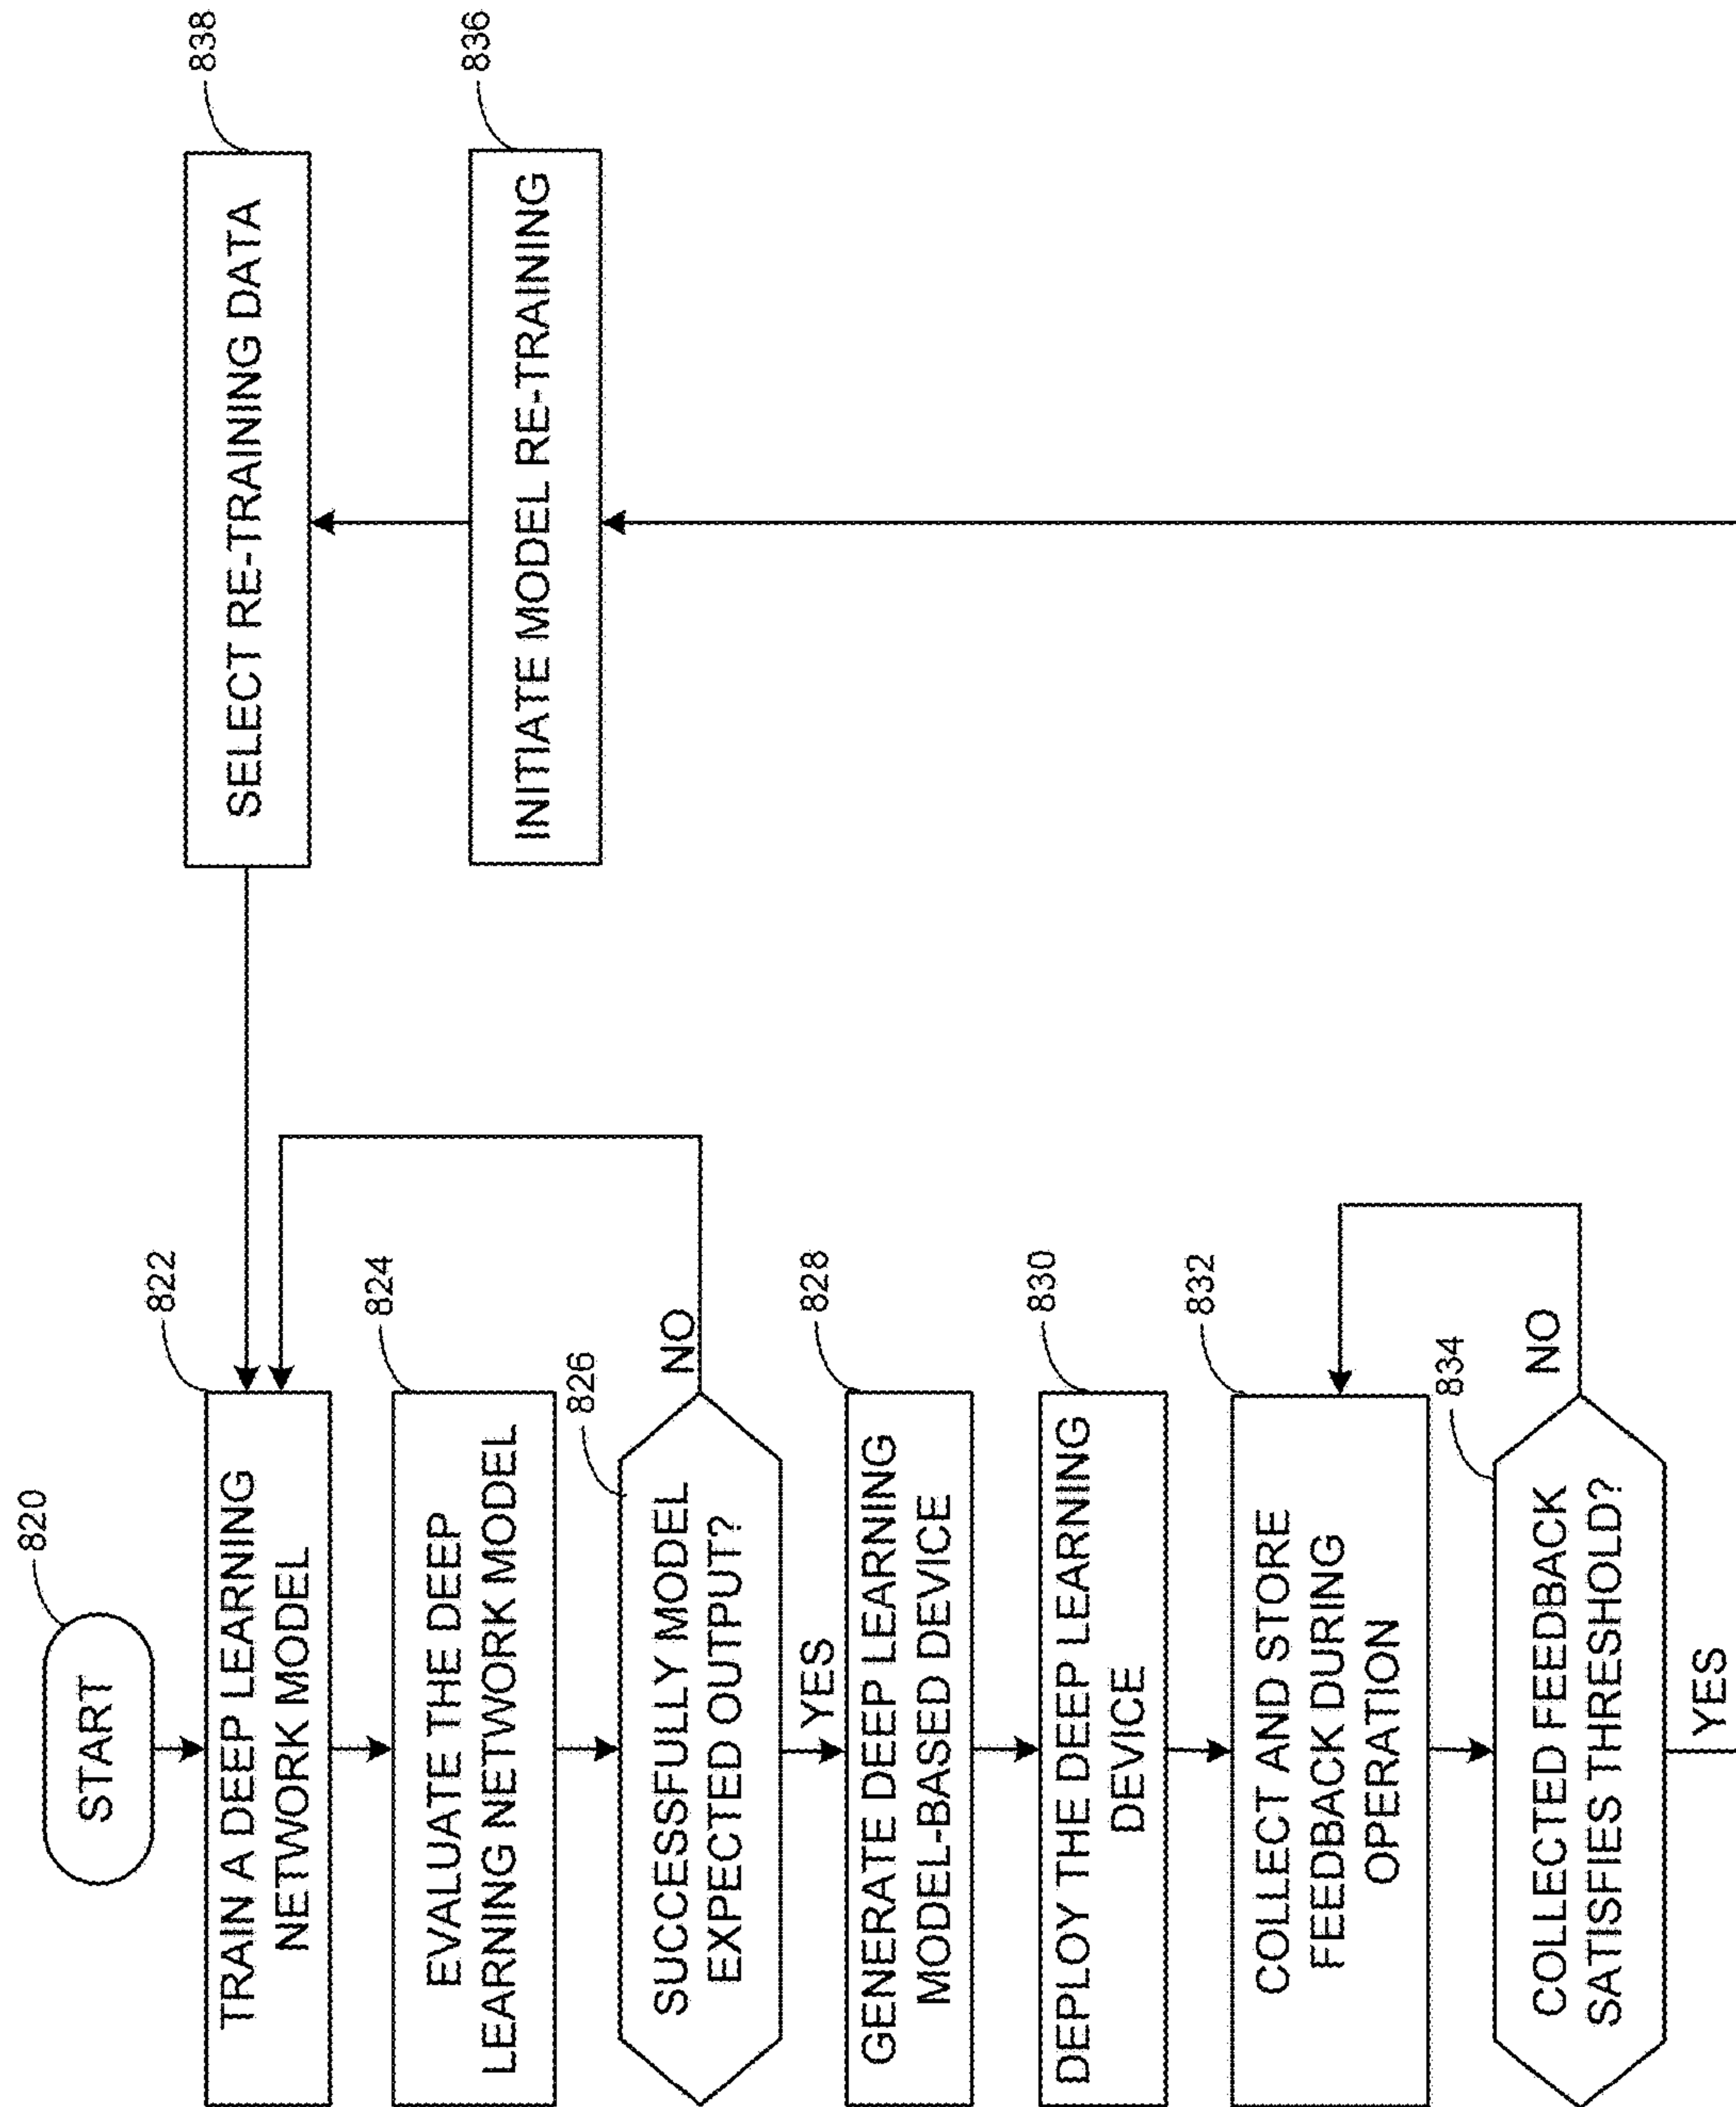 820
START
822
TRAIN A DEEP LEARNING
NETWORK MODEL
824
EVALUATE THE DEEP
LEARNING NETWORK MODEL
826
SUCCESSFULLY MODEL
EXPECTED OUTPUT?
NO
YES
828
GENERATE DEEP LEARNING
MODEL-BASED DEVICE
830
DEPLOY THE DEEP LEARNING
DEVICE
832
COLLECT AND STORE
FEEDBACK DURING
OPERATION
834
COLLECTED FEEDBACK
SATISFIES THRESHOLD?
NO
YES
836
INITIATE MODEL RE-TRAINING
838
SELECT RE-TRAINING DATA